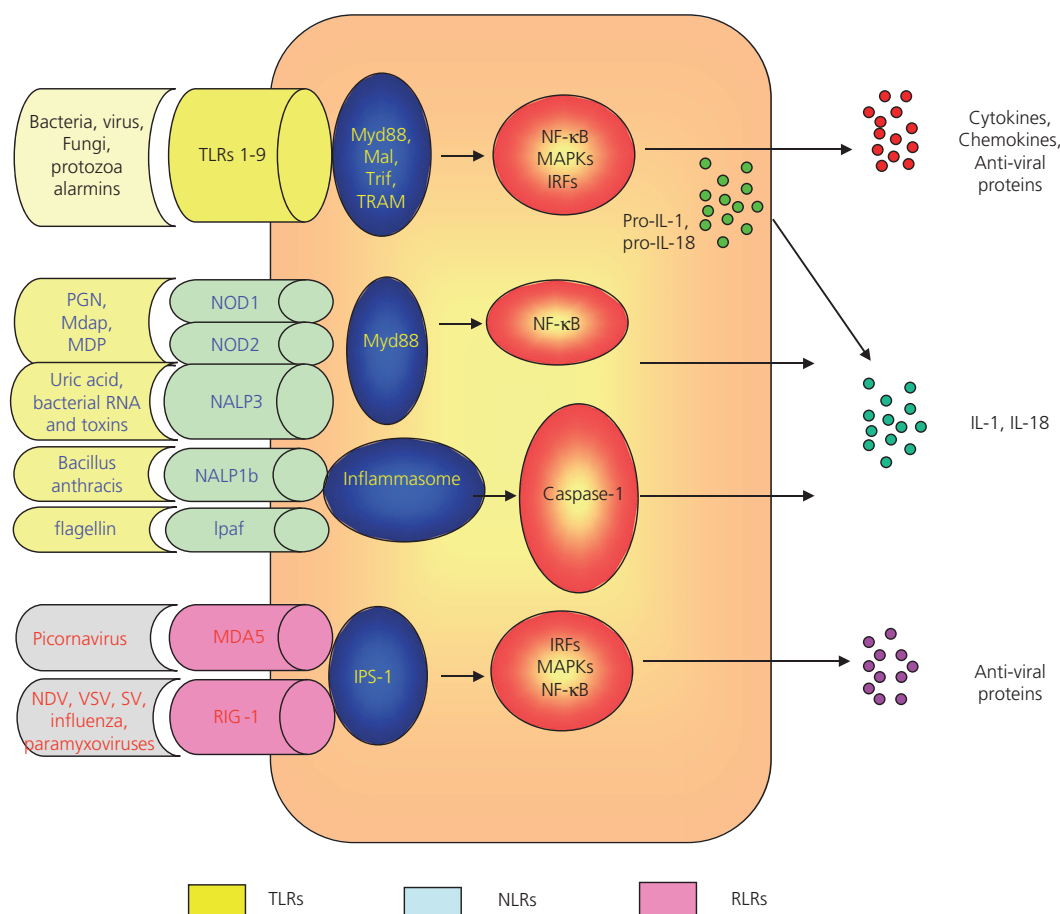 Bacteria, virus,
Fungi,
protozoa
alarmins
TLRs 1-9
Myd88,
Mal,
Trif,
TRAM
NF-κB
MAPKs
IRFs
Cytokines,
Chemokines,
Anti-viral
proteins
Pro-IL-1,
pro-IL-18
PGN,
Mdap,
MDP
NOD1
NOD2
Myd88
NF-κB
Uric acid,
bacterial RNA
and toxins
NALP3
IL-1, IL-18
Bacillus
anthracis
NALP1b
Inflammasome
Caspase-1
flagellin
Ipaf
Picornavirus
MDA5
IPS-1
IRFs
MAPKs
NF-κB
Anti-viral
proteins
NDV, VSV, SV,
influenza,
paramyxoviruses
RIG-1
TLRs
NLRs
RLRs